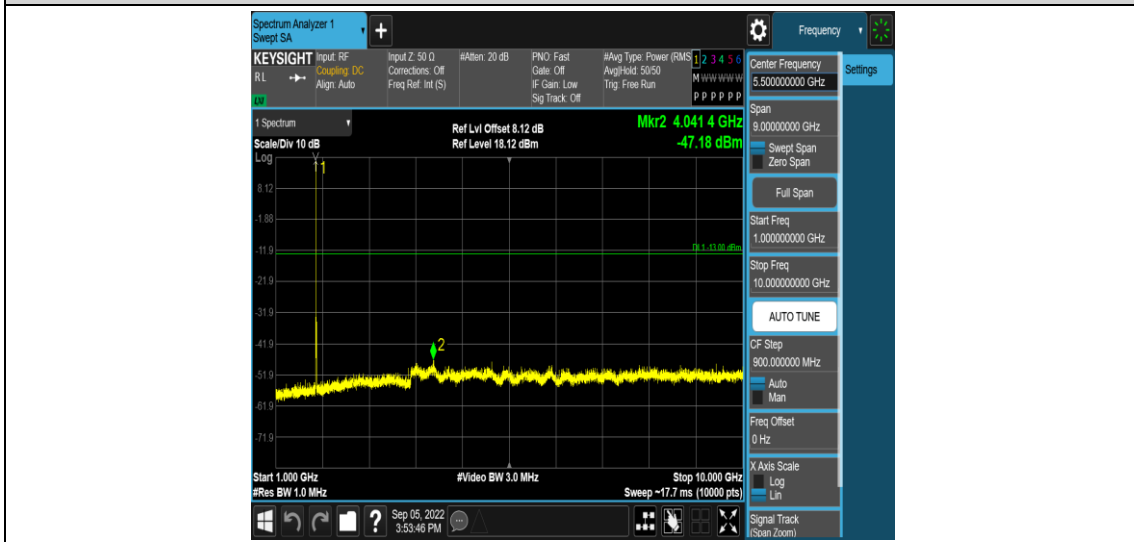 Spectrum Analyzer 1
Swept SA
+
Frequency
KEYSIGHT
RL
LXI
Input: RF
Coupling: DC
Align: Auto
Input Z: 50 Ω
Corrections: Off
Freq Ref: Int (S)
#Atten: 20 dB
PNO: Fast
Gate: Off
IF Gain: Low
Sig Track: Off
#Avg Type: Power (RMS
Avg|Hold: 50/50
Trig: Free Run
1 2 3 4 5 6
M W W W W W
P P P P P P
1 Spectrum
Scale/Div 10 dB
Ref Lvl Offset 8.12 dB
Ref Level 18.12 dBm
Mkr2 4.041 4 GHz
-47.18 dBm
Log
1
8.12
-1.88
-11.9
DL1 -13.00 dBm
-21.9
-31.9
-41.9
2
-51.9
-61.9
-71.9
Start 1.000 GHz
#Res BW 1.0 MHz
#Video BW 3.0 MHz
Stop 10.000 GHz
Sweep ~17.7 ms (10000 pts)
Center Frequency
5.50000000 GHz
Settings
Span
9.00000000 GHz
Swept Span
Zero Span
Full Span
Start Freq
1.000000000 GHz
Stop Freq
10.000000000 GHz
AUTO TUNE
CF Step
900.000000 MHz
Auto
Man
Freq Offset
0 Hz
X Axis Scale
Log
Lin
Signal Track
(Span Zoom)
?
Sep 05, 2022
3:53:46 PM